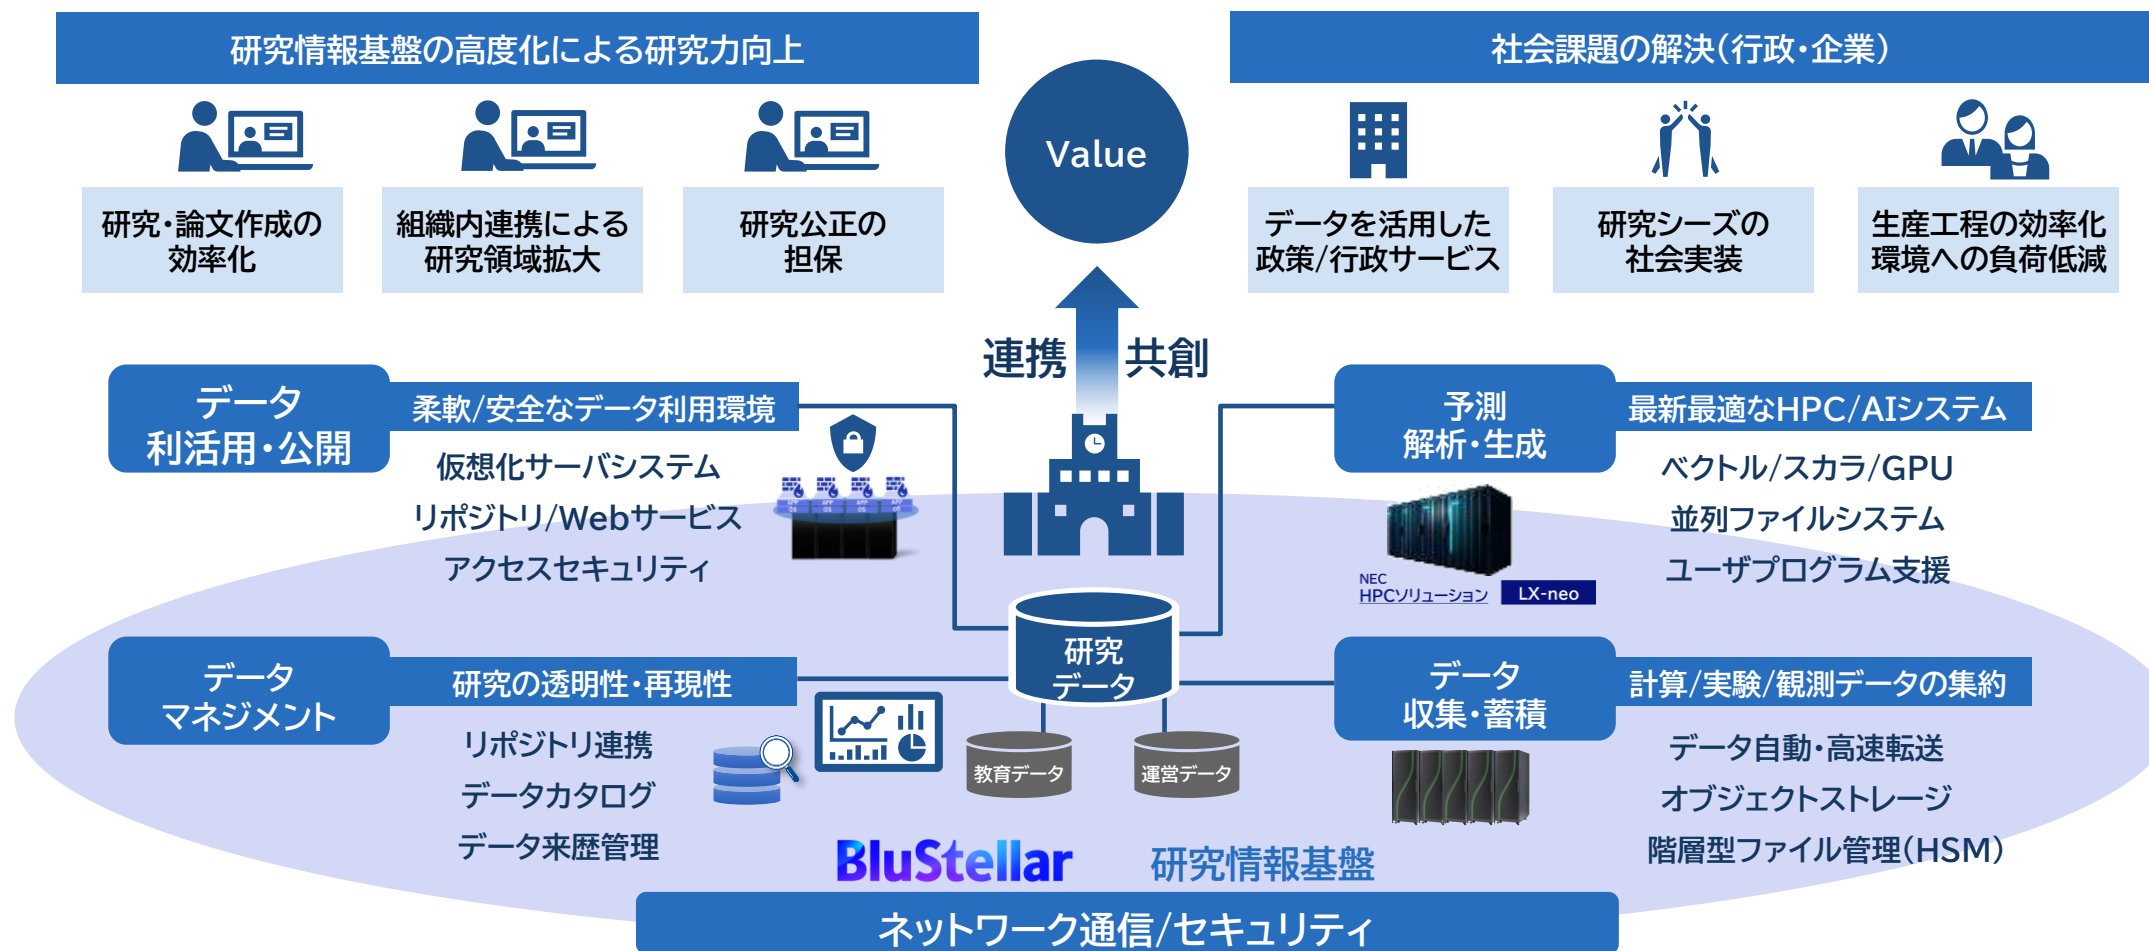 研究情報基盤の高度化による研究力向上
社会課題の解決(行政・企業)
Value
研究・論文作成の
効率化
組織内連携による
研究領域拡大
研究公正の
担保
データを活用した
政策/行政サービス
研究シーズの
社会実装
生産工程の効率化
環境への負荷低減
連携 共創
データ
利活用・公開
柔軟/安全なデータ利用環境
仮想化サーバシステム
リポジトリ/Webサービス
アクセスセキュリティ
APP
OS
APP
OS
APP
OS
APP
OS
予測
解析・生成
最新最適なHPC/AIシステム
ベクトル/スカラ/GPU
並列ファイルシステム
ユーザプログラム支援
NEC
HPCソリューション
LX-neo
研究
データ
教育データ
運営データ
データ
マネジメント
研究の透明性・再現性
リポジトリ連携
データカタログ
データ来歴管理
データ
収集・蓄積
計算/実験/観測データの集約
データ自動・高速転送
オブジェクトストレージ
階層型ファイル管理(HSM)
BluStellar
研究情報基盤
ネットワーク通信/セキュリティ